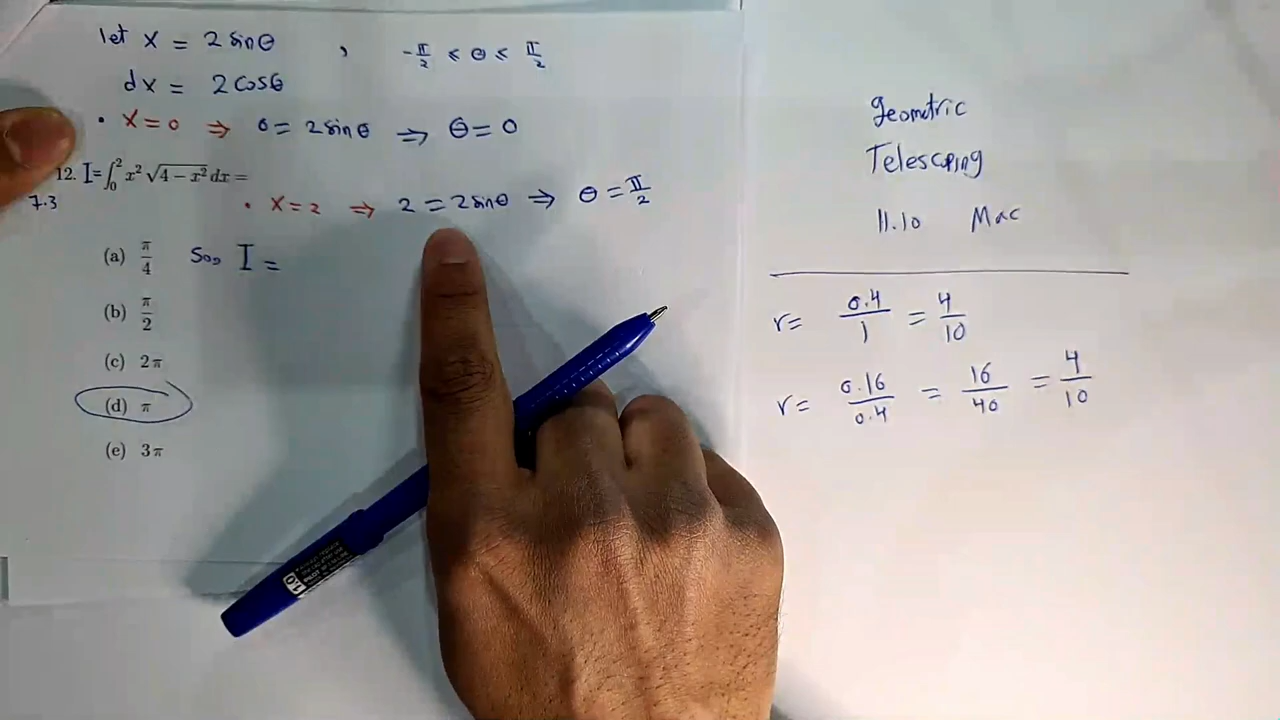 let x = 2 sinθ , -π/2 ≤ θ ≤ π/2
dx = 2 cosθ
• x=0 ⇒ 0= 2 sinθ ⇒ θ= 0
12. I=∫₀² x² √(4 − x²) dx =
7.3
• x=2 ⇒ 2 = 2 sinθ ⇒ θ = π/2
(a) π/4 So, I =
(b) π/2
(c) 2π
(d) π
(e) 3π
Geometric
Telescoping
11.10 Mac
r= 0.4/1 = 4/10
r= 0.16/0.4 = 16/40 = 4/10
PILOT